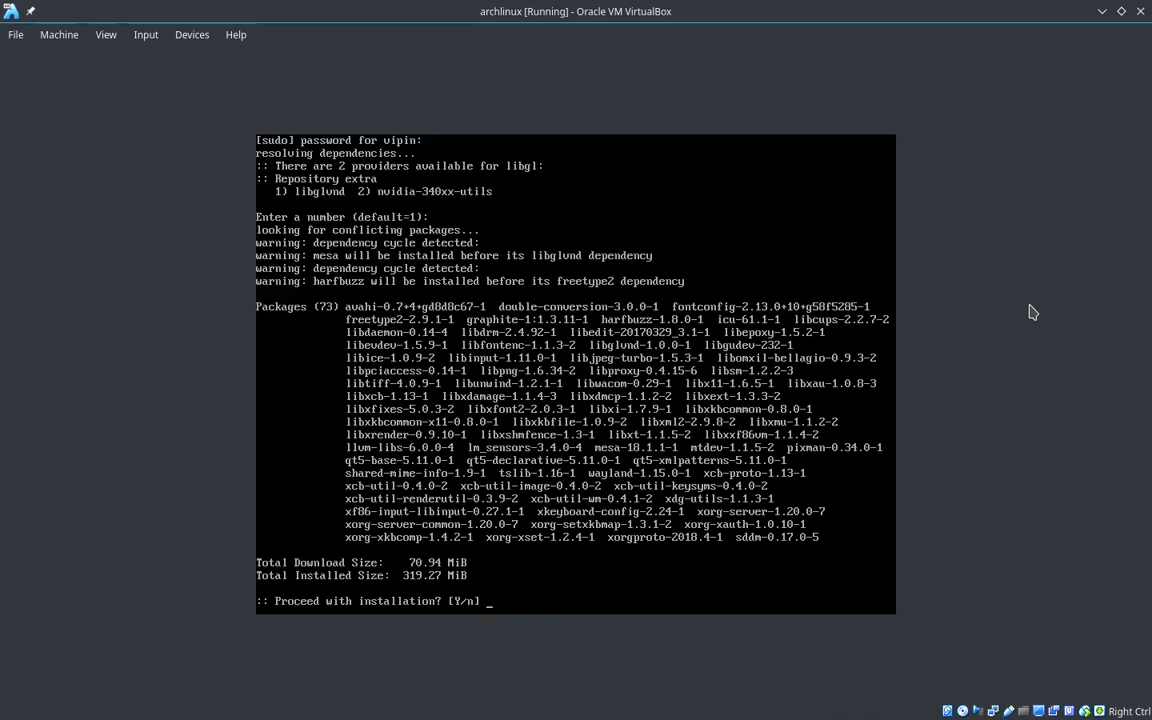 archlinux [Running] - Oracle VM VirtualBox
File Machine View Input Devices Help
[sudo] password for vipin:
resolving dependencies...
:: There are 2 providers available for libgl:
:: Repository extra
1) libglvnd 2) nvidia-340xx-utils
Enter a number (default=1):
looking for conflicting packages...
warning: dependency cycle detected:
warning: mesa will be installed before its libglvnd dependency
warning: dependency cycle detected:
warning: harfbuzz will be installed before its freetype2 dependency
Packages (73) avahi-0.7+4+gd8d8c67-1 double-conversion-3.0.0-1 fontconfig-2.13.0+10+g58f5285-1
freetype2-2.9.1-1 graphite-1:1.3.11-1 harfbuzz-1.8.0-1 icu-61.1-1 libcups-2.2.7-2
libdaemon-0.14-4 libdrm-2.4.92-1 libedit-20170329_3.1-1 libepoxy-1.5.2-1
libevdev-1.5.9-1 libfontenc-1.1.3-2 libglvnd-1.0.0-1 libgudev-232-1
libice-1.0.9-2 libinput-1.11.0-1 libjpeg-turbo-1.5.3-1 libomxil-bellagio-0.9.3-2
libpciaccess-0.14-1 libpng-1.6.34-2 libproxy-0.4.15-6 libsm-1.2.2-3
libtiff-4.0.9-1 libunwind-1.2.1-1 libwacom-0.29-1 libx11-1.6.5-1 libxau-1.0.8-3
libxcb-1.13-1 libxdamage-1.1.4-3 libxdmcp-1.1.2-2 libxext-1.3.3-2
libxfixes-5.0.3-2 libxfont2-2.0.3-1 libxi-1.7.9-1 libxkbcommon-0.8.0-1
libxkbcommon-x11-0.8.0-1 libxkbfile-1.0.9-2 libxml2-2.9.8-2 libxmu-1.1.2-2
libxrender-0.9.10-1 libxshmfence-1.3-1 libxt-1.1.5-2 libxxf86vm-1.1.4-2
llvm-libs-6.0.0-4 lm_sensors-3.4.0-4 mesa-18.1.1-1 mtdev-1.1.5-2 pixman-0.34.0-1
qt5-base-5.11.0-1 qt5-declarative-5.11.0-1 qt5-xmlpatterns-5.11.0-1
shared-mime-info-1.9-1 tslib-1.16-1 wayland-1.15.0-1 xcb-proto-1.13-1
xcb-util-0.4.0-2 xcb-util-image-0.4.0-2 xcb-util-keysyms-0.4.0-2
xcb-util-renderutil-0.3.9-2 xcb-util-wm-0.4.1-2 xdg-utils-1.1.3-1
xf86-input-libinput-0.27.1-1 xkeyboard-config-2.24-1 xorg-server-1.20.0-7
xorg-server-common-1.20.0-7 xorg-setxkbmap-1.3.1-2 xorg-xauth-1.0.10-1
xorg-xkbcomp-1.4.2-1 xorg-xset-1.2.4-1 xorgproto-2018.4-1 sddm-0.17.0-5
Total Download Size: 70.94 MiB
Total Installed Size: 319.27 MiB
:: Proceed with installation? [Y/n] _
Right Ctrl